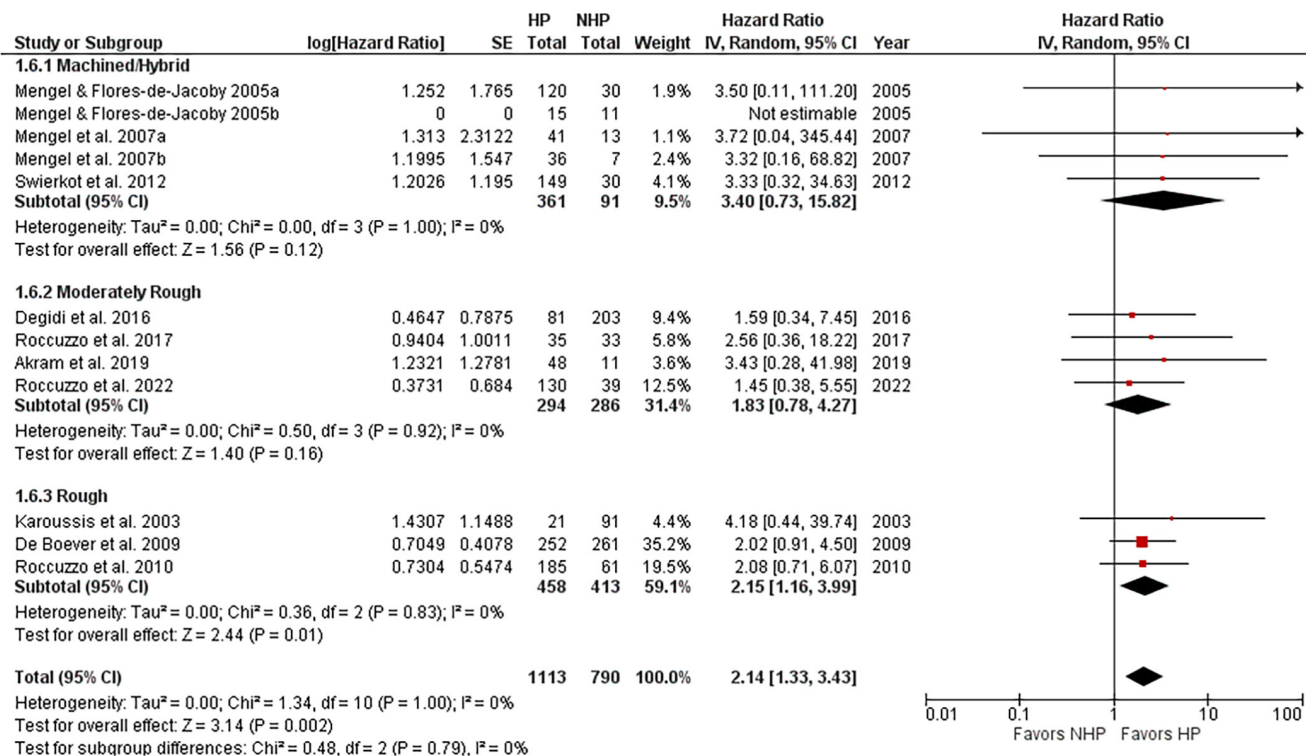 HP NHP Hazard Ratio Hazard Ratio
Study or Subgroup log[Hazard Ratio] SE Total Total Weight IV, Random, 95% CI Year IV, Random, 95% CI
1.6.1 Machined/Hybrid
Mengel & Flores-de-Jacoby 2005a 1.252 1.765 120 30 1.9% 3.50 [0.11, 111.20] 2005
Mengel & Flores-de-Jacoby 2005b 0 0 15 11 Not estimable 2005
Mengel et al. 2007a 1.313 2.3122 41 13 1.1% 3.72 [0.04, 345.44] 2007
Mengel et al. 2007b 1.1995 1.547 36 7 2.4% 3.32 [0.16, 68.82] 2007
Swierkot et al. 2012 1.2026 1.195 149 30 4.1% 3.33 [0.32, 34.63] 2012
Subtotal (95% CI) 361 91 9.5% 3.40 [0.73, 15.82]
Heterogeneity: Tau² = 0.00; Chi² = 0.00, df = 3 (P = 1.00); I² = 0%
Test for overall effect: Z = 1.56 (P = 0.12)
1.6.2 Moderately Rough
Degidi et al. 2016 0.4647 0.7875 81 203 9.4% 1.59 [0.34, 7.45] 2016
Roccuzzo et al. 2017 0.9404 1.0011 35 33 5.8% 2.56 [0.36, 18.22] 2017
Akram et al. 2019 1.2321 1.2781 48 11 3.6% 3.43 [0.28, 41.98] 2019
Roccuzzo et al. 2022 0.3731 0.684 130 39 12.5% 1.45 [0.38, 5.55] 2022
Subtotal (95% CI) 294 286 31.4% 1.83 [0.78, 4.27]
Heterogeneity: Tau² = 0.00; Chi² = 0.50, df = 3 (P = 0.92); I² = 0%
Test for overall effect: Z = 1.40 (P = 0.16)
1.6.3 Rough
Karoussis et al. 2003 1.4307 1.1488 21 91 4.4% 4.18 [0.44, 39.74] 2003
De Boever et al. 2009 0.7049 0.4078 252 261 35.2% 2.02 [0.91, 4.50] 2009
Roccuzzo et al. 2010 0.7304 0.5474 185 61 19.5% 2.08 [0.71, 6.07] 2010
Subtotal (95% CI) 458 413 59.1% 2.15 [1.16, 3.99]
Heterogeneity: Tau² = 0.00; Chi² = 0.36, df = 2 (P = 0.83); I² = 0%
Test for overall effect: Z = 2.44 (P = 0.01)
Total (95% CI) 1113 790 100.0% 2.14 [1.33, 3.43]
Heterogeneity: Tau² = 0.00; Chi² = 1.34, df = 10 (P = 1.00); I² = 0%
Test for overall effect: Z = 3.14 (P = 0.002)
Test for subgroup differences: Chi² = 0.48, df = 2 (P = 0.79), I² = 0%
0.01 0.1 1 10 100
Favors NHP Favors HP